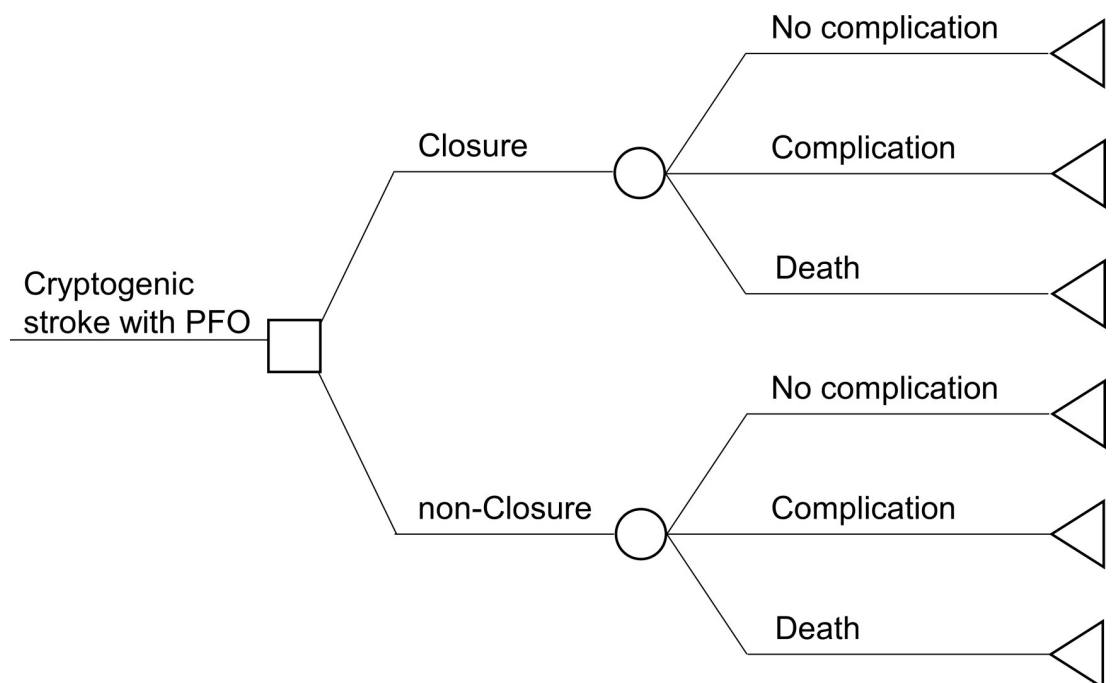 No complication
Closure
Complication
Death
Cryptogenic
stroke with PFO
No complication
non-Closure
Complication
Death